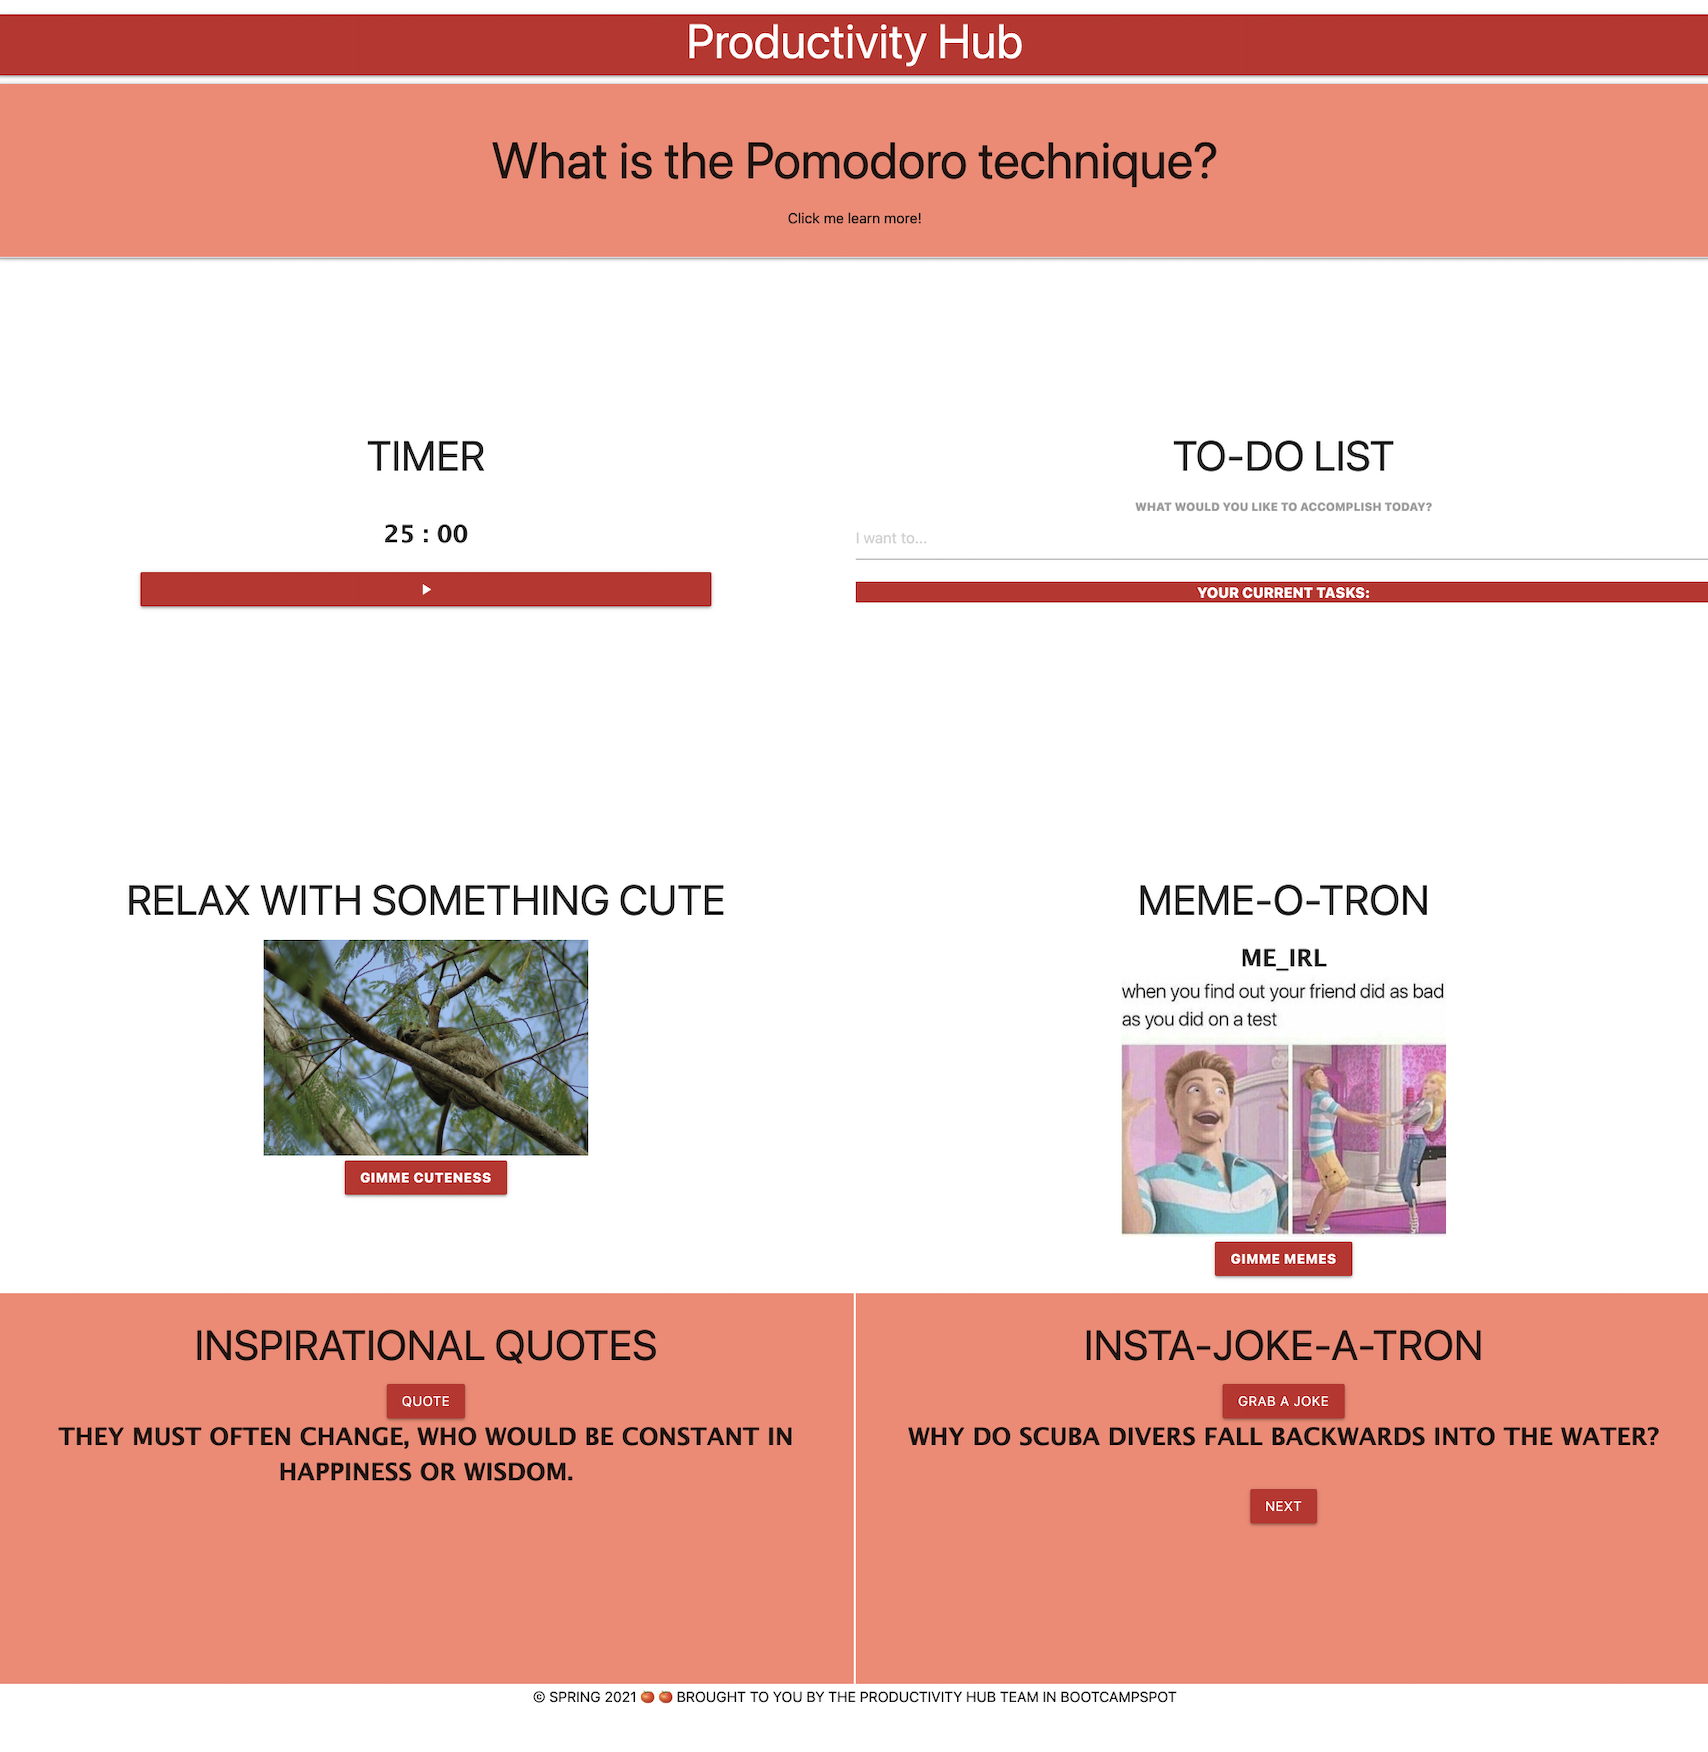 Productivity Hub
What is the Pomodoro technique?
Click me learn more!
TIMER
25 : 00
TO-DO LIST
WHAT WOULD YOU LIKE TO ACCOMPLISH TODAY?
I want to...
YOUR CURRENT TASKS:
RELAX WITH SOMETHING CUTE
GIMME CUTENESS
MEME-O-TRON
ME_IRL
when you find out your friend did as bad
as you did on a test
GIMME MEMES
INSPIRATIONAL QUOTES
QUOTE
THEY MUST OFTEN CHANGE, WHO WOULD BE CONSTANT IN
HAPPINESS OR WISDOM.
INSTA-JOKE-A-TRON
GRAB A JOKE
WHY DO SCUBA DIVERS FALL BACKWARDS INTO THE WATER?
NEXT
© SPRING 2021 🍅 🍅 BROUGHT TO YOU BY THE PRODUCTIVITY HUB TEAM IN BOOTCAMPSPOT